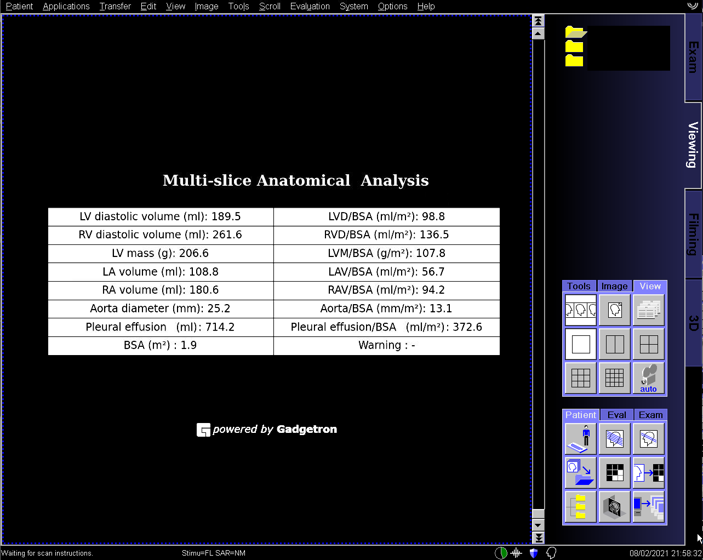 Patient Applications Transfer Edit View Image Tools Scroll Evaluation System Options Help
Exam
Viewing
Filming
3D
Multi-slice Anatomical Analysis
LV diastolic volume (ml): 189.5 LVD/BSA (ml/m²): 98.8
RV diastolic volume (ml): 261.6 RVD/BSA (ml/m²): 136.5
LV mass (g): 206.6 LVM/BSA (g/m²): 107.8
LA volume (ml): 108.8 LAV/BSA (ml/m²): 56.7
RA volume (ml): 180.6 RAV/BSA (ml/m²): 94.2
Aorta diameter (mm): 25.2 Aorta/BSA (mm/m²): 13.1
Pleural effusion (ml): 714.2 Pleural effusion/BSA (ml/m²): 372.6
BSA (m²) : 1.9 Warning : -
powered by Gadgetron
Tools Image View
auto
Patient Eval Exam
Waiting for scan instructions. Stimu=FL SAR=NM 08/02/2021 21:58:32